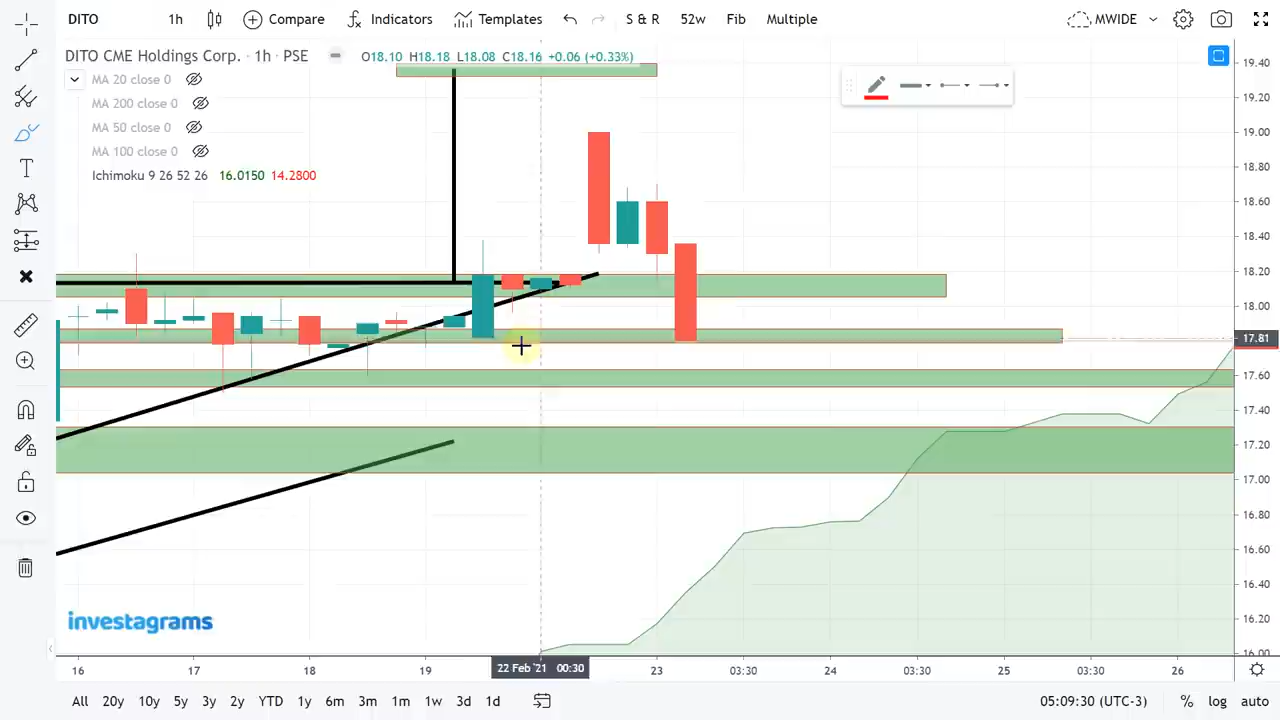 DITO 1h Compare Indicators Templates S & R 52w Fib Multiple MWIDE
DITO CME Holdings Corp. · 1h · PSE O18.10 H18.18 L18.08 C18.16 +0.06 (+0.33%)
MA 20 close 0
MA 200 close 0
MA 50 close 0
MA 100 close 0
Ichimoku 9 26 52 26 16.0150 14.2800
19.40
19.20
19.00
18.80
18.60
18.40
18.20
18.00
17.81
17.60
17.40
17.20
17.00
16.80
16.60
16.40
16.20
16.00
investagrams
16 17 18 19 22 Feb '21 00:30 23 03:30 24 03:30 25 03:30 26
All 20y 10y 5y 3y 2y YTD 1y 6m 3m 1m 1w 3d 1d 05:09:30 (UTC-3) % log auto